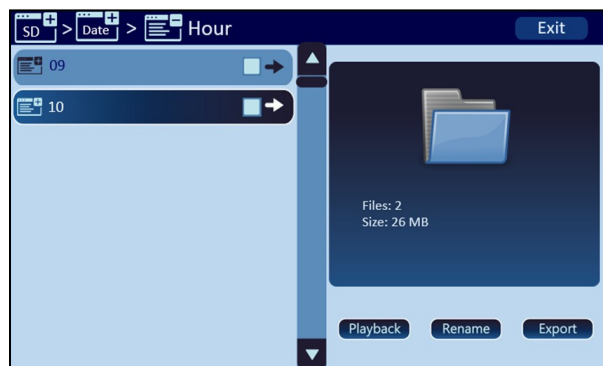 SD > Date > Hour
Exit
09
10
Files: 2
Size: 26 MB
Playback
Rename
Export